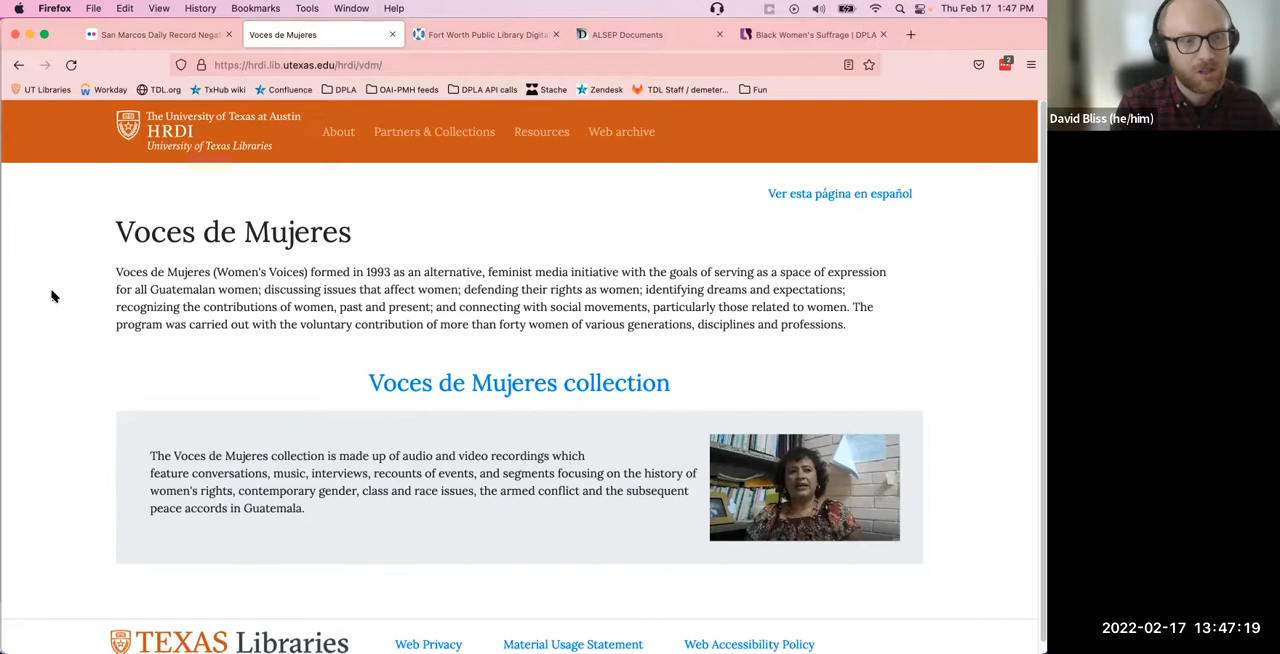 Firefox File Edit View History Bookmarks Tools Window Help Thu Feb 17 1:47 PM
San Marcos Daily Record Negat Voces de Mujeres Fort Worth Public Library Digita ALSEP Documents Black Women's Suffrage | DPLA
https://hrdi.lib.utexas.edu/hrdi/vdm/ 2
UT Libraries Workday TDL.org TxHub wiki Confluence DPLA OAI-PMH feeds DPLA API calls Stache Zendesk TDL Staff / demeter... Fun
The University of Texas at Austin
HRDI
University of Texas Libraries
About Partners & Collections Resources Web archive
Ver esta página en español
Voces de Mujeres
Voces de Mujeres (Women's Voices) formed in 1993 as an alternative, feminist media initiative with the goals of serving as a space of expression
for all Guatemalan women; discussing issues that affect women; defending their rights as women; identifying dreams and expectations;
recognizing the contributions of women, past and present; and connecting with social movements, particularly those related to women. The
program was carried out with the voluntary contribution of more than forty women of various generations, disciplines and professions.
Voces de Mujeres collection
The Voces de Mujeres collection is made up of audio and video recordings which
feature conversations, music, interviews, recounts of events, and segments focusing on the history of
women's rights, contemporary gender, class and race issues, the armed conflict and the subsequent
peace accords in Guatemala.
TEXAS Libraries
Web Privacy Material Usage Statement Web Accessibility Policy
David Bliss (he/him)
2022-02-17 13:47:19